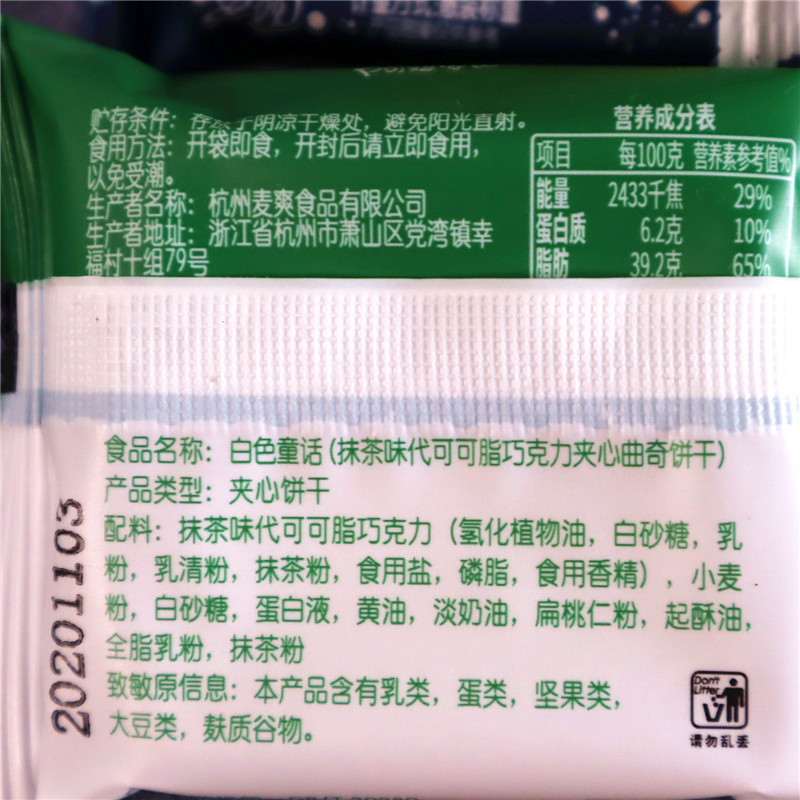 贮存条件：存放于阴凉干燥处，避免阳光直射。
食用方法：开袋即食，开封后请立即食用，
以免受潮。
生产者名称：杭州麦爽食品有限公司
生产者地址：浙江省杭州市萧山区党湾镇幸
福村十组79号
营养成分表
项目 每100克 营养素参考值%
能量 2433千焦 29%
蛋白质 6.2克 10%
脂肪 39.2克 65%
食品名称：白色童话(抹茶味代可可脂巧克力夹心曲奇饼干)
产品类型：夹心饼干
配料：抹茶味代可可脂巧克力（氢化植物油，白砂糖，乳
粉，乳清粉，抹茶粉，食用盐，磷脂，食用香精），小麦
粉，白砂糖，蛋白液，黄油，淡奶油，扁桃仁粉，起酥油，
全脂乳粉，抹茶粉
致敏原信息：本产品含有乳类，蛋类，坚果类，
大豆类，麸质谷物。
20201103
Don't
Litter
请勿乱丢